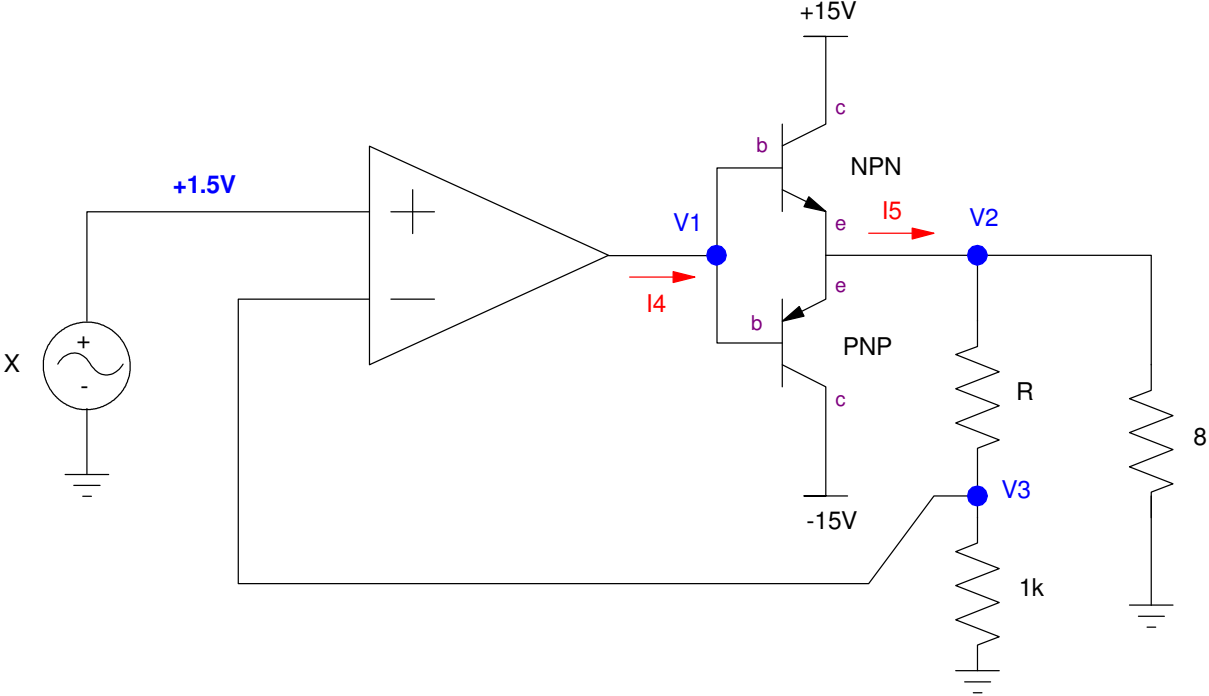 +15V
c
b
NPN
+1.5V
+
I5
V2
V1
e
e
−
I4
b
PNP
+
X
-
R
c
8
V3
-15V
1k